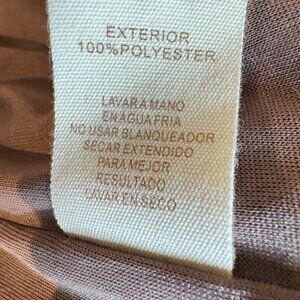 EXTERIOR
100%POLYESTER
LAVAR A MANO
EN AGUA FRIA
NO USAR BLANQUEADOR
SECAR EXTENDIDO
PARA MEJOR
RESULTADO
LAVAR EN SECO